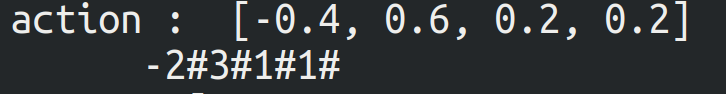 action :  [-0.4, 0.6, 0.2, 0.2]
-2#3#1#1#